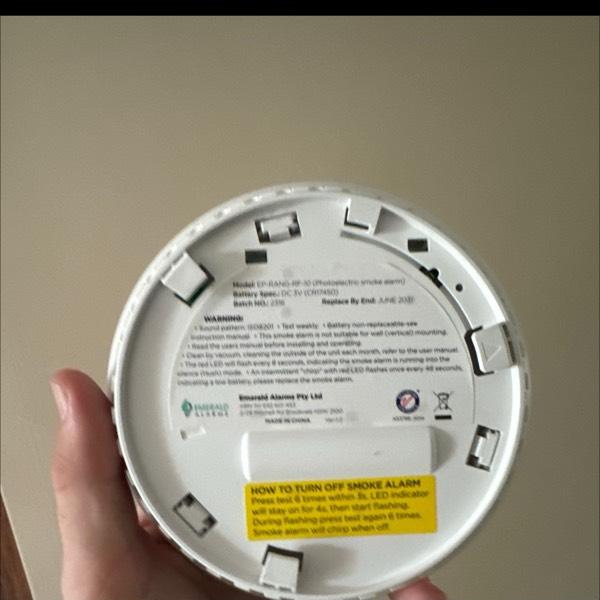 Model: EP-RANG-RF-10 (Photoelectric smoke alarm)
Battery Spec.: DC 3V (CR17450)
Batch NO.: 2316 Replace By End: JUNE
WARNING:
• Sound pattern: ISO8201 • Test weekly • Battery non-replaceable-see
instruction manual • This smoke alarm is not suitable for wall (vertical) mounting.
• Read the users manual before installing and operating.
• Clean by vacuum, cleaning the outside of the unit each month, refer to the user manual.
• The red LED will flash every 8 seconds, indicating the smoke alarm is running into the
silence (Hush) mode. • An intermittent "chirp" with red LED flashes once every 48 seconds,
indicating a low battery, please replace the smoke alarm.
EMERALD
ALARMS
Emerald Alarms Pty Ltd
MADE IN CHINA
HOW TO TURN OFF SMOKE ALARM
Press test 6 times within 3s. LED indicator
will stay on for 4s, then start flashing.
During flashing press test again 6 times.
Smoke alarm will chirp when off.